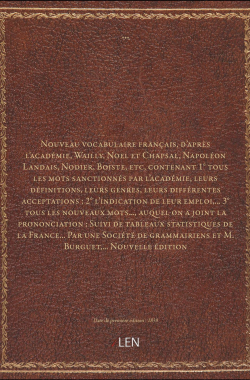 ...
Nouveau vocabulaire français, d'après
l'académie, Wailly, Noel et Chapsal, Napoléon
Landais, Nodier, Boiste, etc, contenant 1° tous
les mots sanctionnés par l'académie, leurs
définitions, leurs genres, leurs différentes
acceptations ; 2° l'indication de leur emploi,... 3°
tous les nouveaux mots..., auquel on a joint la
prononciation ; Suivi de tableaux statistiques de
la France... Par une Société de grammairiens et M.
Burguet,... Nouvelle édition
LEN